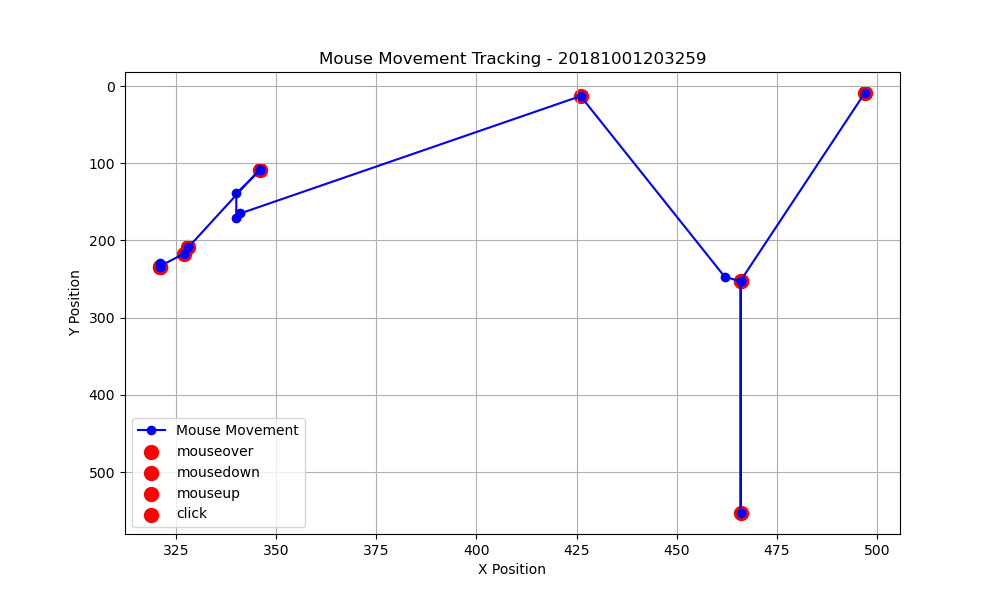 Mouse Movement Tracking - 20181001203259
0
100
200
300
400
500
Y Position
Mouse Movement
mouseover
mousedown
mouseup
click
325
350
375
400
425
450
475
500
X Position